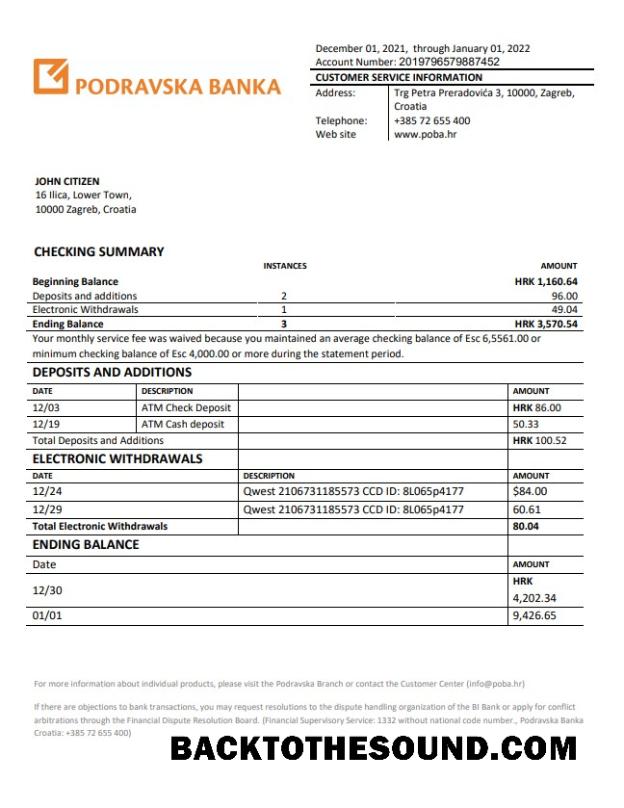 December 01, 2021, through January 01, 2022
Account Number: 2019796579887452
PODRAVSKA BANKA
CUSTOMER SERVICE INFORMATION
Address: Trg Petra Preradovića 3, 10000, Zagreb,
Croatia
Telephone: +385 72 655 400
Web site www.poba.hr
JOHN CITIZEN
16 Ilica, Lower Town,
10000 Zagreb, Croatia
CHECKING SUMMARY
INSTANCES AMOUNT
Beginning Balance HRK 1,160.64
Deposits and additions 2 96.00
Electronic Withdrawals 1 49.04
Ending Balance 3 HRK 3,570.54
Your monthly service fee was waived because you maintained an average checking balance of Esc 6,5561.00 or
minimum checking balance of Esc 4,000.00 or more during the statement period.
DEPOSITS AND ADDITIONS
DATE DESCRIPTION AMOUNT
12/03 ATM Check Deposit HRK 86.00
12/19 ATM Cash deposit 50.33
Total Deposits and Additions HRK 100.52
ELECTRONIC WITHDRAWALS
DATE DESCRIPTION AMOUNT
12/24 Qwest 2106731185573 CCD ID: 8L065p4177 $84.00
12/29 Qwest 2106731185573 CCD ID: 8L065p4177 60.61
Total Electronic Withdrawals 80.04
ENDING BALANCE
Date AMOUNT
12/30 HRK
4,202.34
01/01 9,426.65
For more information about individual products, please visit the Podravska Branch or contact the Customer Center (info@poba.hr)
If there are objections to bank transactions, you may request resolutions to the dispute handling organization of the BI Bank or apply for conflict
arbitrations through the Financial Dispute Resolution Board. (Financial Supervisory Service: 1332 without national code number., Podravska Banka
Croatia: +385 72 655 400)
BACKTOTHESOUND.COM